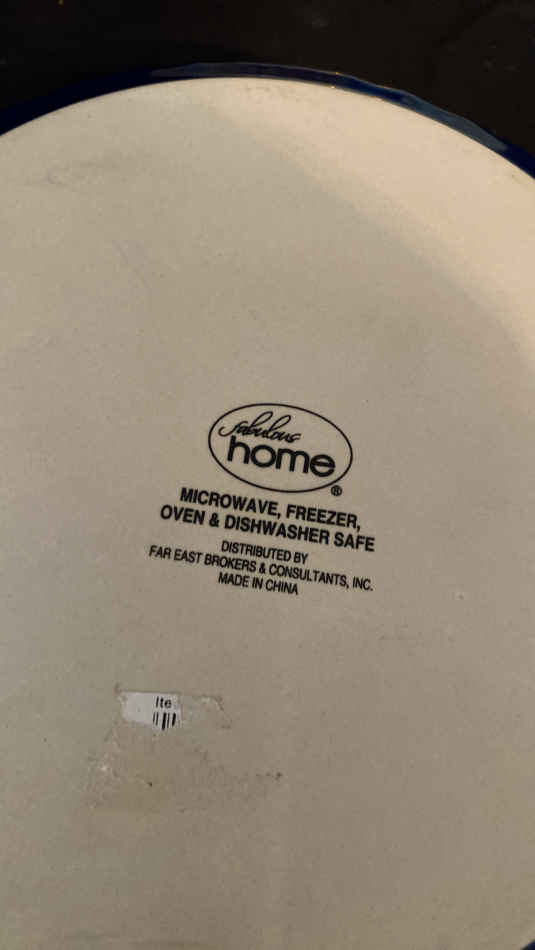 fabulous
home®
MICROWAVE, FREEZER,
OVEN & DISHWASHER SAFE
DISTRIBUTED BY
FAR EAST BROKERS & CONSULTANTS, INC.
MADE IN CHINA
Ite